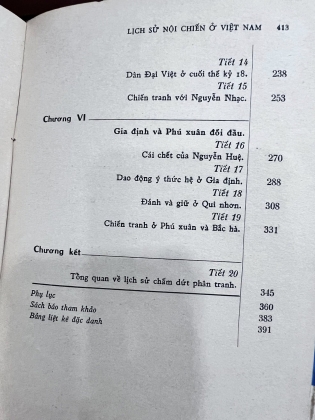 LỊCH SỬ NỘI CHIẾN Ở VIỆT NAM 413
Tiết 14
Dân Đại Việt ở cuối thế kỷ 18. 238
Tiết 15
Chiến tranh với Nguyễn Nhạc. 253
Chương VI
Gia định và Phú xuân đối đầu.
Tiết 16
Cái chết của Nguyễn Huệ. 270
Tiết 17
Dao động ý thức hệ ở Gia định. 288
Tiết 18
Đánh và giữ ở Qui nhơn. 308
Tiết 19
Chiến tranh ở Phú xuân và Bắc hà. 331
Chương kết
Tiết 20
Tổng quan về lịch sử chấm dứt phân tranh. 345
Phụ lục 360
Sách báo tham khảo 383
Bảng liệt kê đặc danh 391